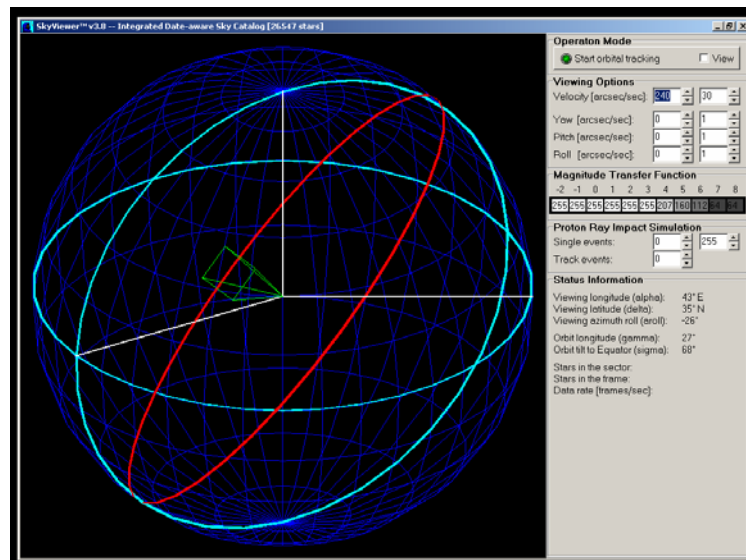 SkyViewer™ v3.8 -- Integrated Date-aware Sky Catalog [26547 stars]
Operaton Mode
Start orbital tracking View
Viewing Options
Velocity [arcsec/sec]: 240 30
Yaw [arcsec/sec]: 0 1
Pitch [arcsec/sec]: 0 1
Roll [arcsec/sec]: 0 1
Magnitude Transfer Function
-2 -1 0 1 2 3 4 5 6 7 8
255 255 255 255 255 255 207 160 112 64 64
Proton Ray Impact Simulation
Single events: 0 255
Track events: 0
Status Information
Viewing longitude (alpha): 43° E
Viewing latitude (delta): 35° N
Viewing azimuth roll (aroll): -26°
Orbit longitude (gamma): 27°
Orbit tilt to Equator (sigma): 68°
Stars in the sector:
Stars in the frame:
Data rate [frames/sec]: